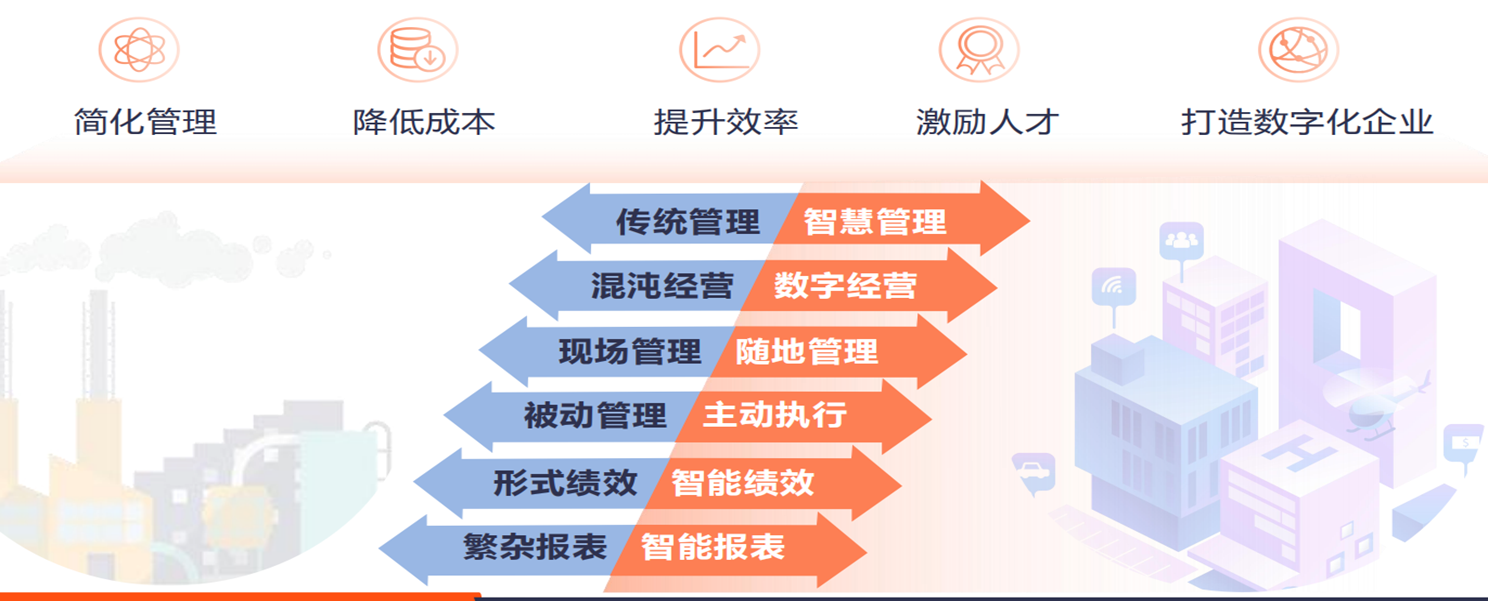 简化管理 降低成本 提升效率 激励人才 打造数字化企业
传统管理 智慧管理
混沌经营 数字经营
现场管理 随地管理
被动管理 主动执行
形式绩效 智能绩效
繁杂报表 智能报表
H
$